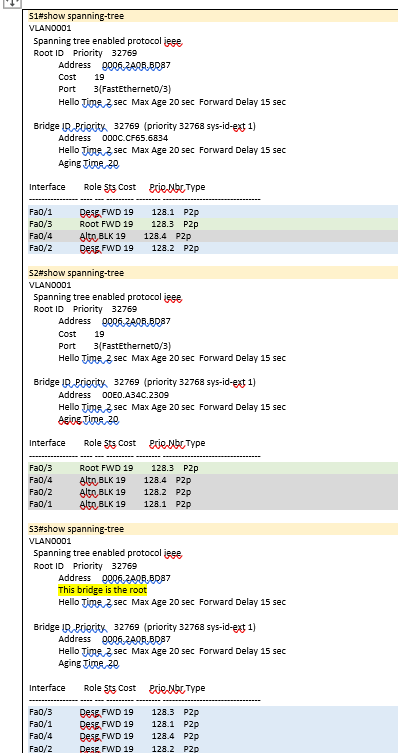 S1#show spanning-tree
VLAN0001
Spanning tree enabled protocol ieee
Root ID Priority 32769
Address 0006.2A0B.BD87
Cost 19
Port 3(FastEthernet0/3)
Hello Time 2 sec Max Age 20 sec Forward Delay 15 sec
Bridge ID Priority 32769 (priority 32768 sys-id-ext 1)
Address 000C.CF65.6834
Hello Time 2 sec Max Age 20 sec Forward Delay 15 sec
Aging Time 20
Interface Role Sts Cost Prio.Nbr Type
---------------- ---- --- --------- -------- --------------------------------
Fa0/1 Desg FWD 19 128.1 P2p
Fa0/3 Root FWD 19 128.3 P2p
Fa0/4 Altn BLK 19 128.4 P2p
Fa0/2 Desg FWD 19 128.2 P2p
S2#show spanning-tree
VLAN0001
Spanning tree enabled protocol ieee
Root ID Priority 32769
Address 0006.2A0B.BD87
Cost 19
Port 3(FastEthernet0/3)
Hello Time 2 sec Max Age 20 sec Forward Delay 15 sec
Bridge ID Priority 32769 (priority 32768 sys-id-ext 1)
Address 00E0.A34C.2309
Hello Time 2 sec Max Age 20 sec Forward Delay 15 sec
Aging Time 20
Interface Role Sts Cost Prio.Nbr Type
---------------- ---- --- --------- -------- --------------------------------
Fa0/3 Root FWD 19 128.3 P2p
Fa0/4 Altn BLK 19 128.4 P2p
Fa0/2 Altn BLK 19 128.2 P2p
Fa0/1 Altn BLK 19 128.1 P2p
S3#show spanning-tree
VLAN0001
Spanning tree enabled protocol ieee
Root ID Priority 32769
Address 0006.2A0B.BD87
This bridge is the root
Hello Time 2 sec Max Age 20 sec Forward Delay 15 sec
Bridge ID Priority 32769 (priority 32768 sys-id-ext 1)
Address 0006.2A0B.BD87
Hello Time 2 sec Max Age 20 sec Forward Delay 15 sec
Aging Time 20
Interface Role Sts Cost Prio.Nbr Type
---------------- ---- --- --------- -------- --------------------------------
Fa0/3 Desg FWD 19 128.3 P2p
Fa0/1 Desg FWD 19 128.1 P2p
Fa0/4 Desg FWD 19 128.4 P2p
Fa0/2 Desg FWD 19 128.2 P2p